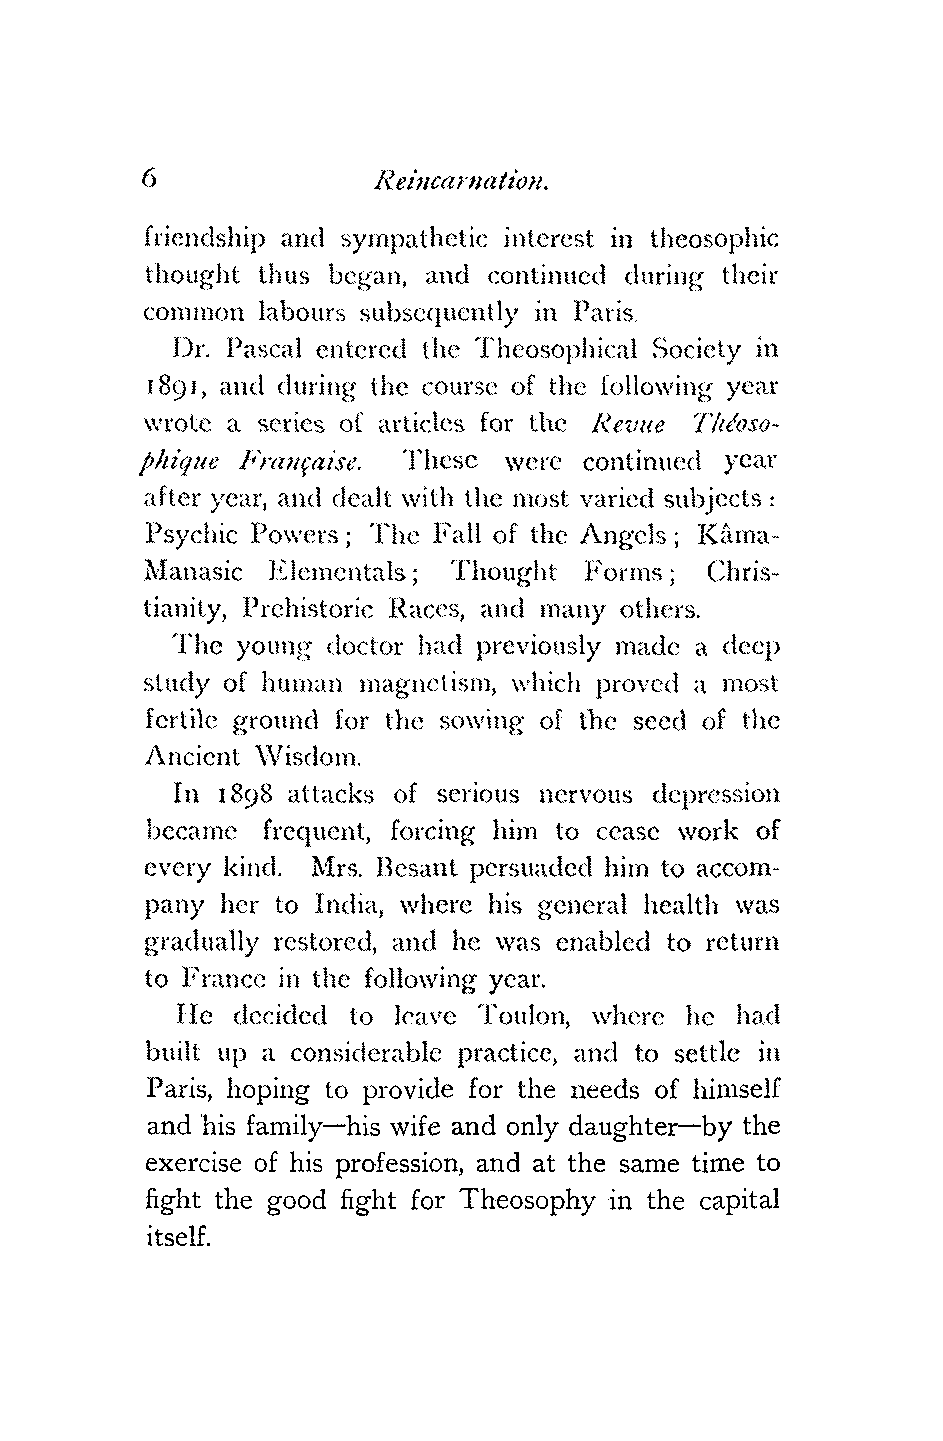 6 Reincarnation.
friendship and sympathetic interest in theosophic
thought thus began, and continued during their
common labours subsequently in Paris.
Dr. Pascal entered the Theosophical Society in
1891, and during the course of the following year
wrote a series of articles for the Revue Théoso-
phique Française. These were continued year
after year, and dealt with the most varied subjects :
Psychic Powers ; The Fall of the Angels ; Kâma-
Manasic Elementals ; Thought Forms ; Chris-
tianity, Prehistoric Races, and many others.
The young doctor had previously made a deep
study of human magnetism, which proved a most
fertile ground for the sowing of the seed of the
Ancient Wisdom.
In 1898 attacks of serious nervous depression
became frequent, forcing him to cease work of
every kind. Mrs. Besant persuaded him to accom-
pany her to India, where his general health was
gradually restored, and he was enabled to return
to France in the following year.
He decided to leave Toulon, where he had
built up a considerable practice, and to settle in
Paris, hoping to provide for the needs of himself
and his family—his wife and only daughter—by the
exercise of his profession, and at the same time to
fight the good fight for Theosophy in the capital
itself.